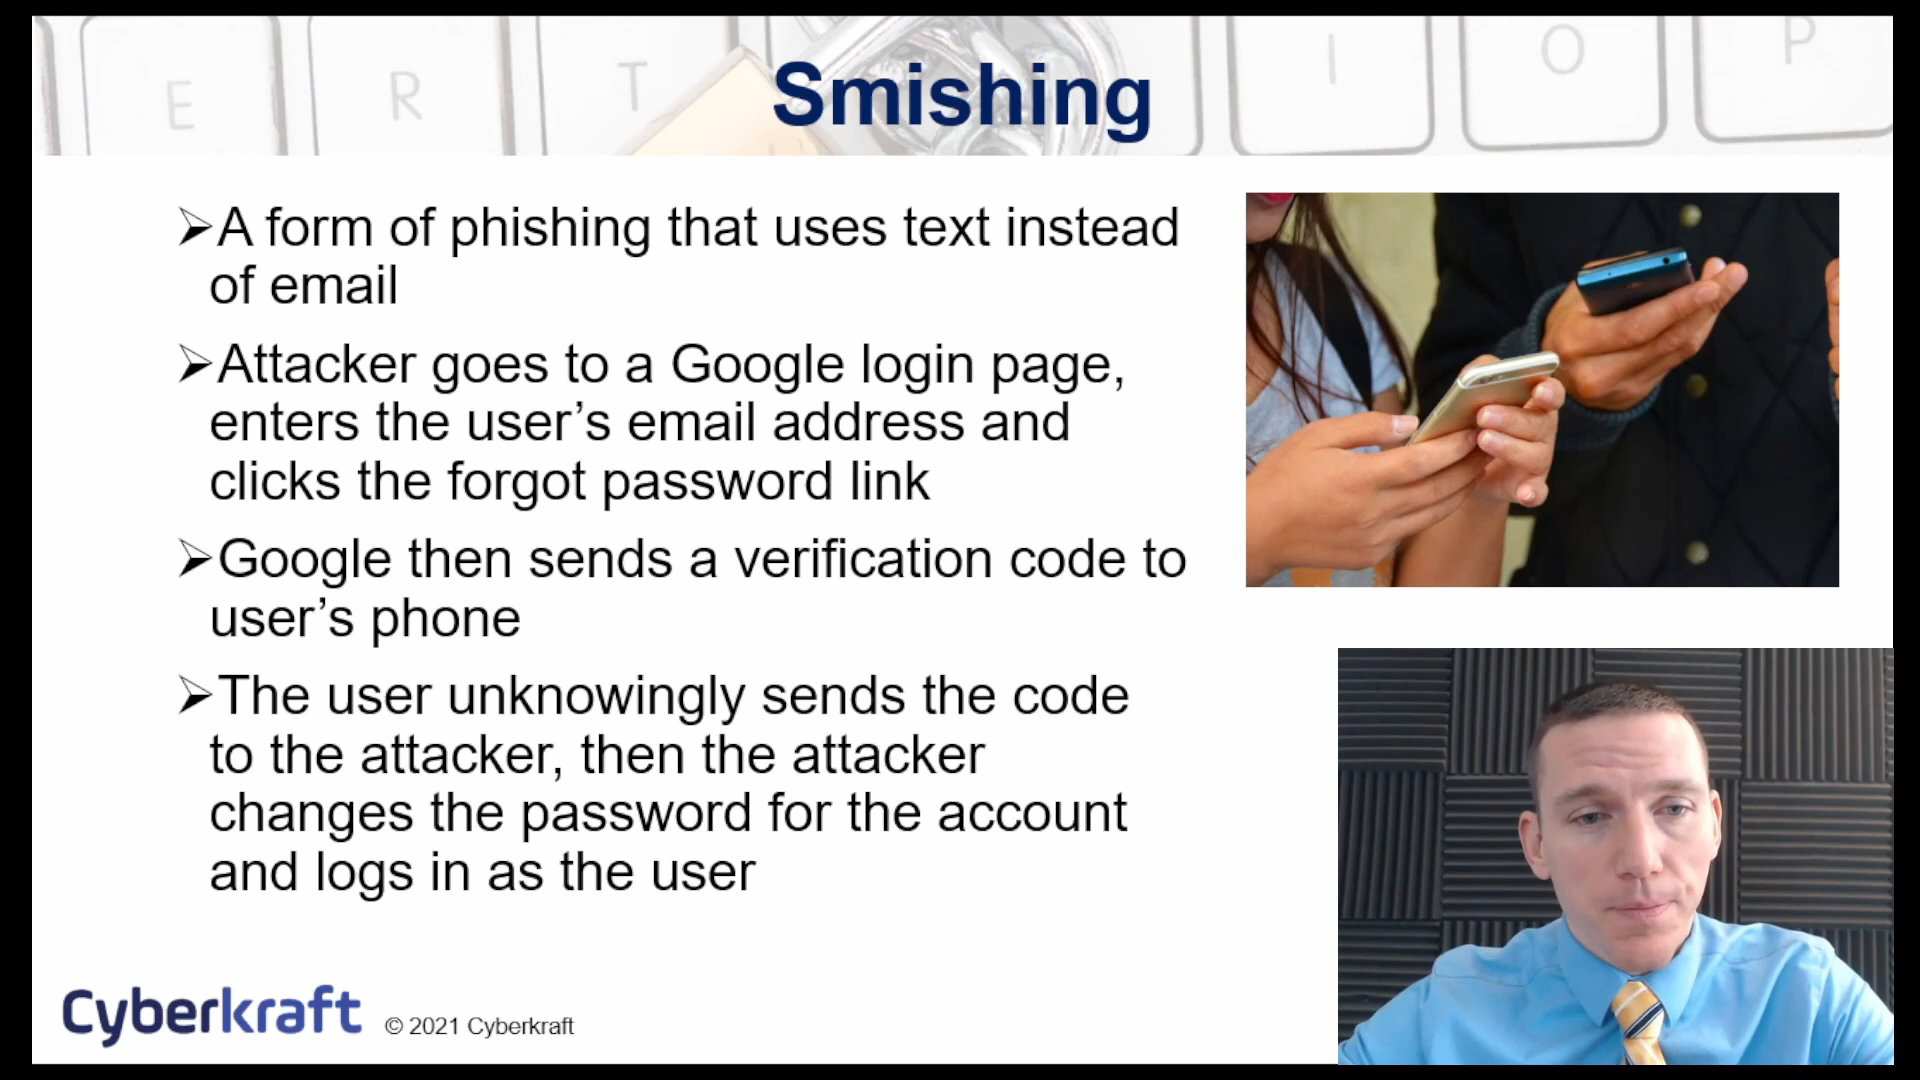 E R T I O P
Smishing
➢A form of phishing that uses text instead
of email
➢Attacker goes to a Google login page,
enters the user’s email address and
clicks the forgot password link
➢Google then sends a verification code to
user’s phone
➢The user unknowingly sends the code
to the attacker, then the attacker
changes the password for the account
and logs in as the user
Cyberkraft © 2021 Cyberkraft